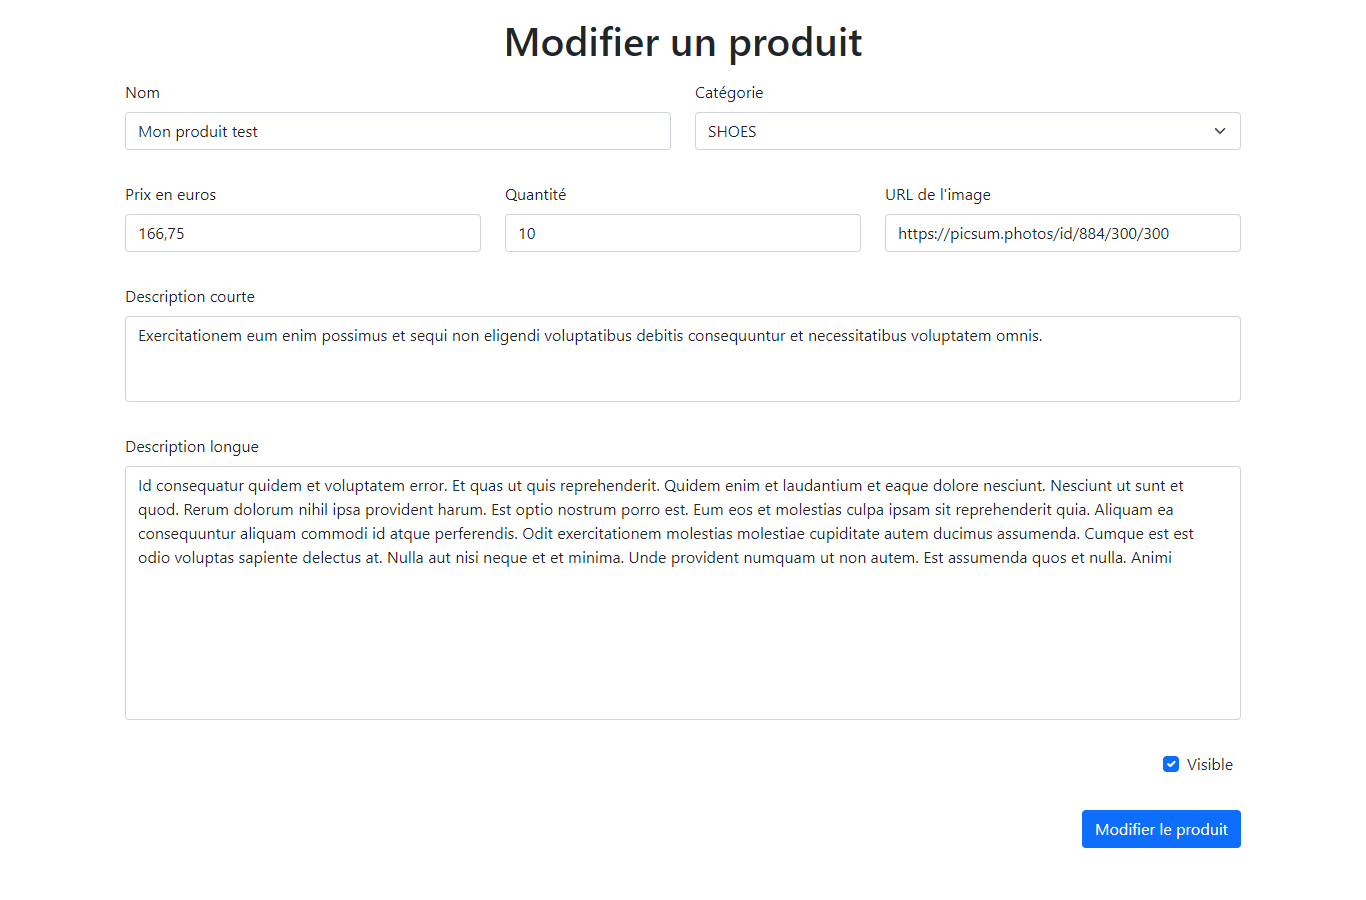 Modifier un produit
Nom
Catégorie
Mon produit test
SHOES
Prix en euros
Quantité
URL de l'image
166,75
10
https://picsum.photos/id/884/300/300
Description courte
Exercitationem eum enim possimus et sequi non eligendi voluptatibus debitis consequuntur et necessitatibus voluptatem omnis.
Description longue
Id consequatur quidem et voluptatem error. Et quas ut quis reprehenderit. Quidem enim et laudantium et eaque dolore nesciunt. Nesciunt ut sunt et
quod. Rerum dolorum nihil ipsa provident harum. Est optio nostrum porro est. Eum eos et molestias culpa ipsam sit reprehenderit quia. Aliquam ea
consequuntur aliquam commodi id atque perferendis. Odit exercitationem molestias molestiae cupiditate autem ducimus assumenda. Cumque est est
odio voluptas sapiente delectus at. Nulla aut nisi neque et et minima. Unde provident numquam ut non autem. Est assumenda quos et nulla. Animi
Visible
Modifier le produit